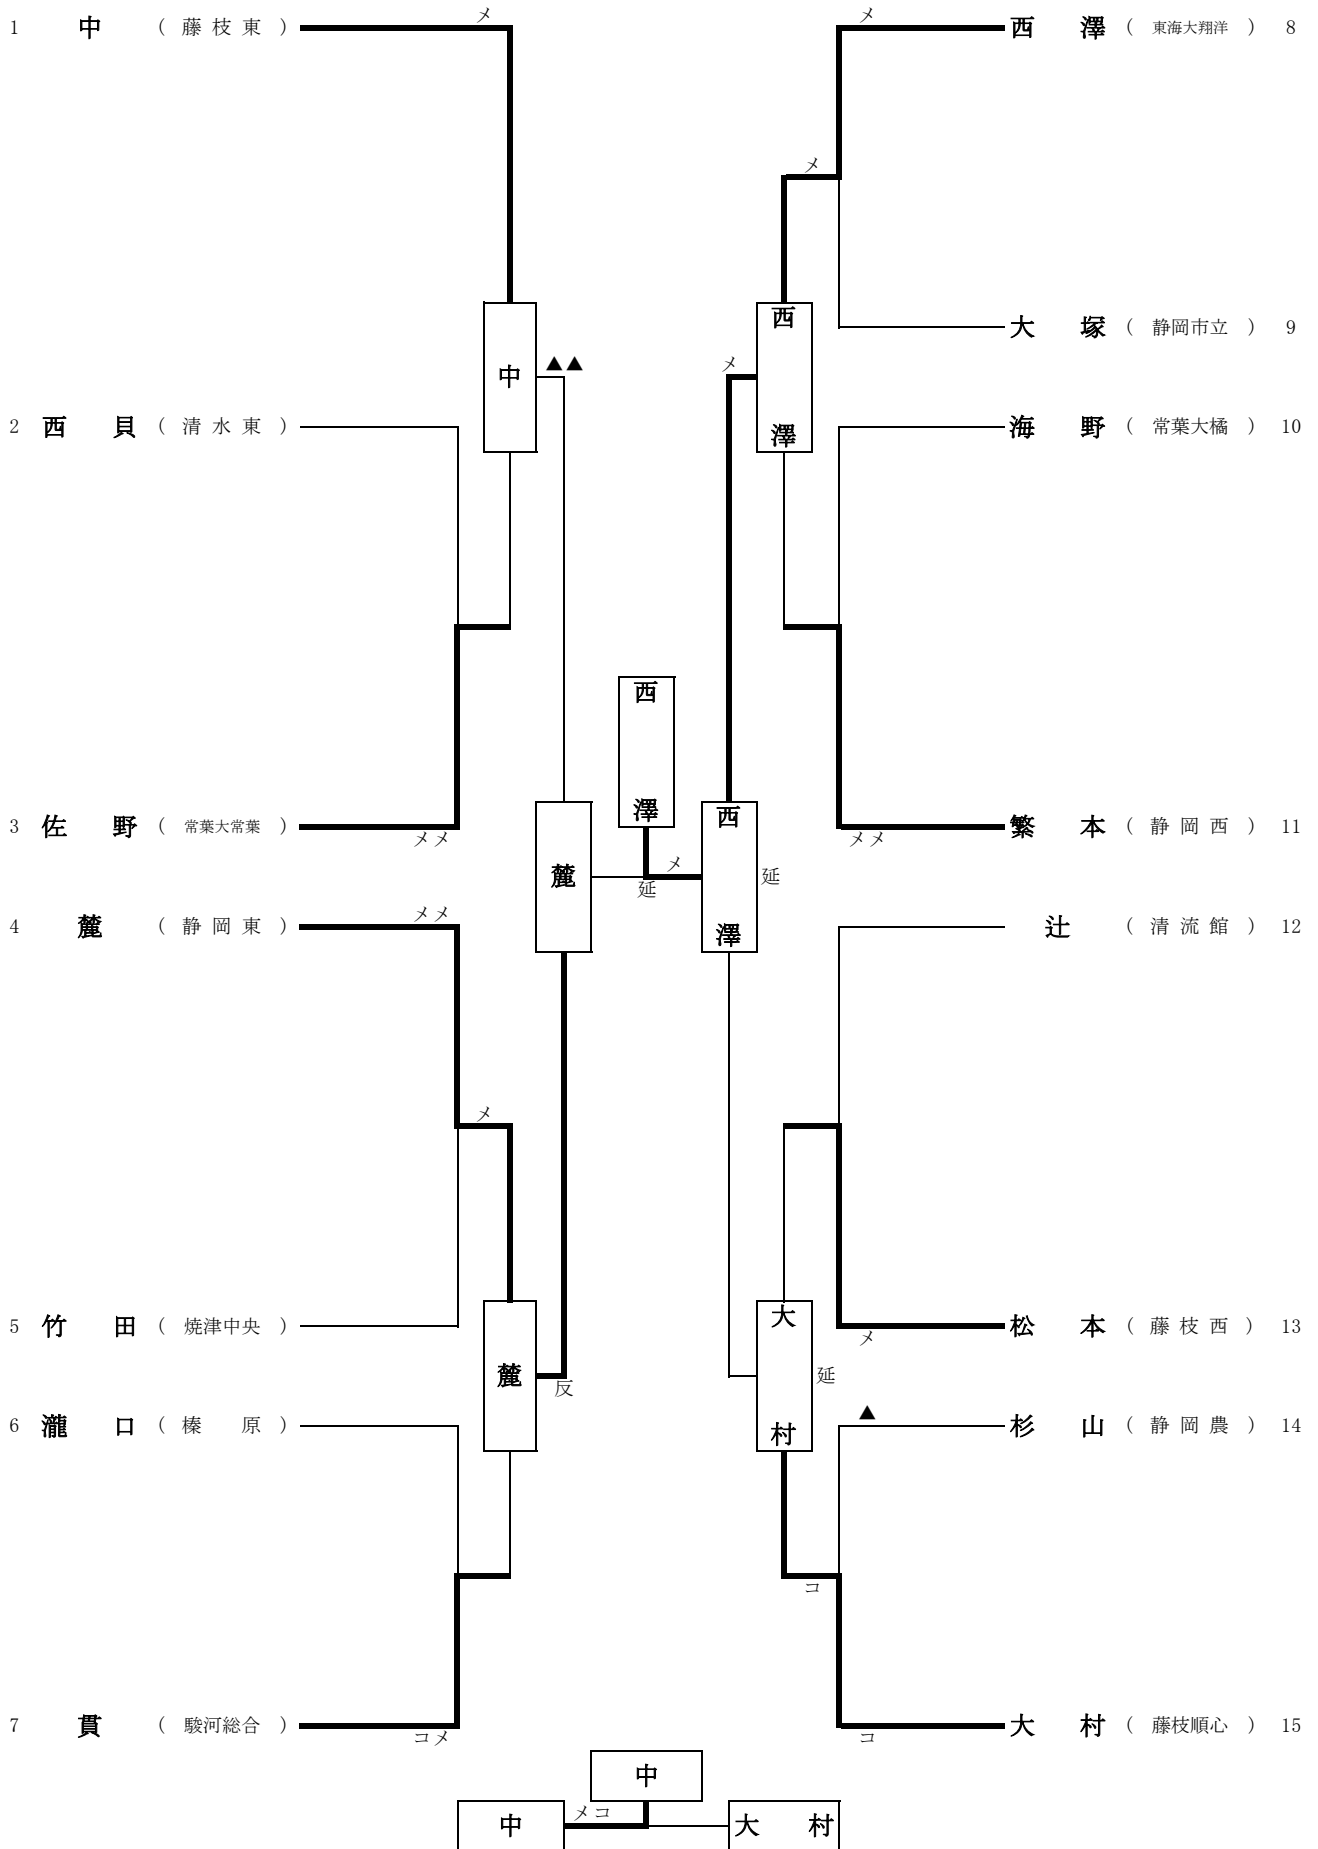 メ メ
1 中 （ 藤 枝 東 ） 西 澤 （ 東海大翔洋 ） 8
メ
西 澤
大 塚 （ 静岡市立 ） 9
中 ▲▲ メ
2 西 貝 （ 清 水 東 ） 海 野 （ 常葉大橘 ） 10
西 澤
西 澤
3 佐 野 （ 常葉大常葉 ） 繁 本 （ 静 岡 西 ） 11
メメ メメ
麓 延 メ 延
4 麓 （ 静 岡 東 ） メメ 辻 （ 清 流 館 ） 12
メ
大 村
5 竹 田 （ 焼津中央 ） 松 本 （ 藤 枝 西 ） 13
メ
麓 反 延
6 瀧 口 （ 榛 原 ） ▲ 杉 山 （ 静 岡 農 ） 14
コ
7 貫 （ 駿河総合 ） 大 村 （ 藤枝順心 ） 15
コメ コ
中
中 メコ 大 村